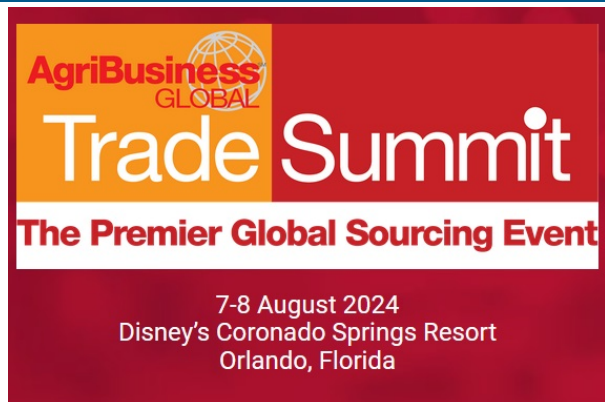 AgriBusiness
GLOBAL
Trade Summit
The Premier Global Sourcing Event
7-8 August 2024
Disney's Coronado Springs Resort
Orlando, Florida